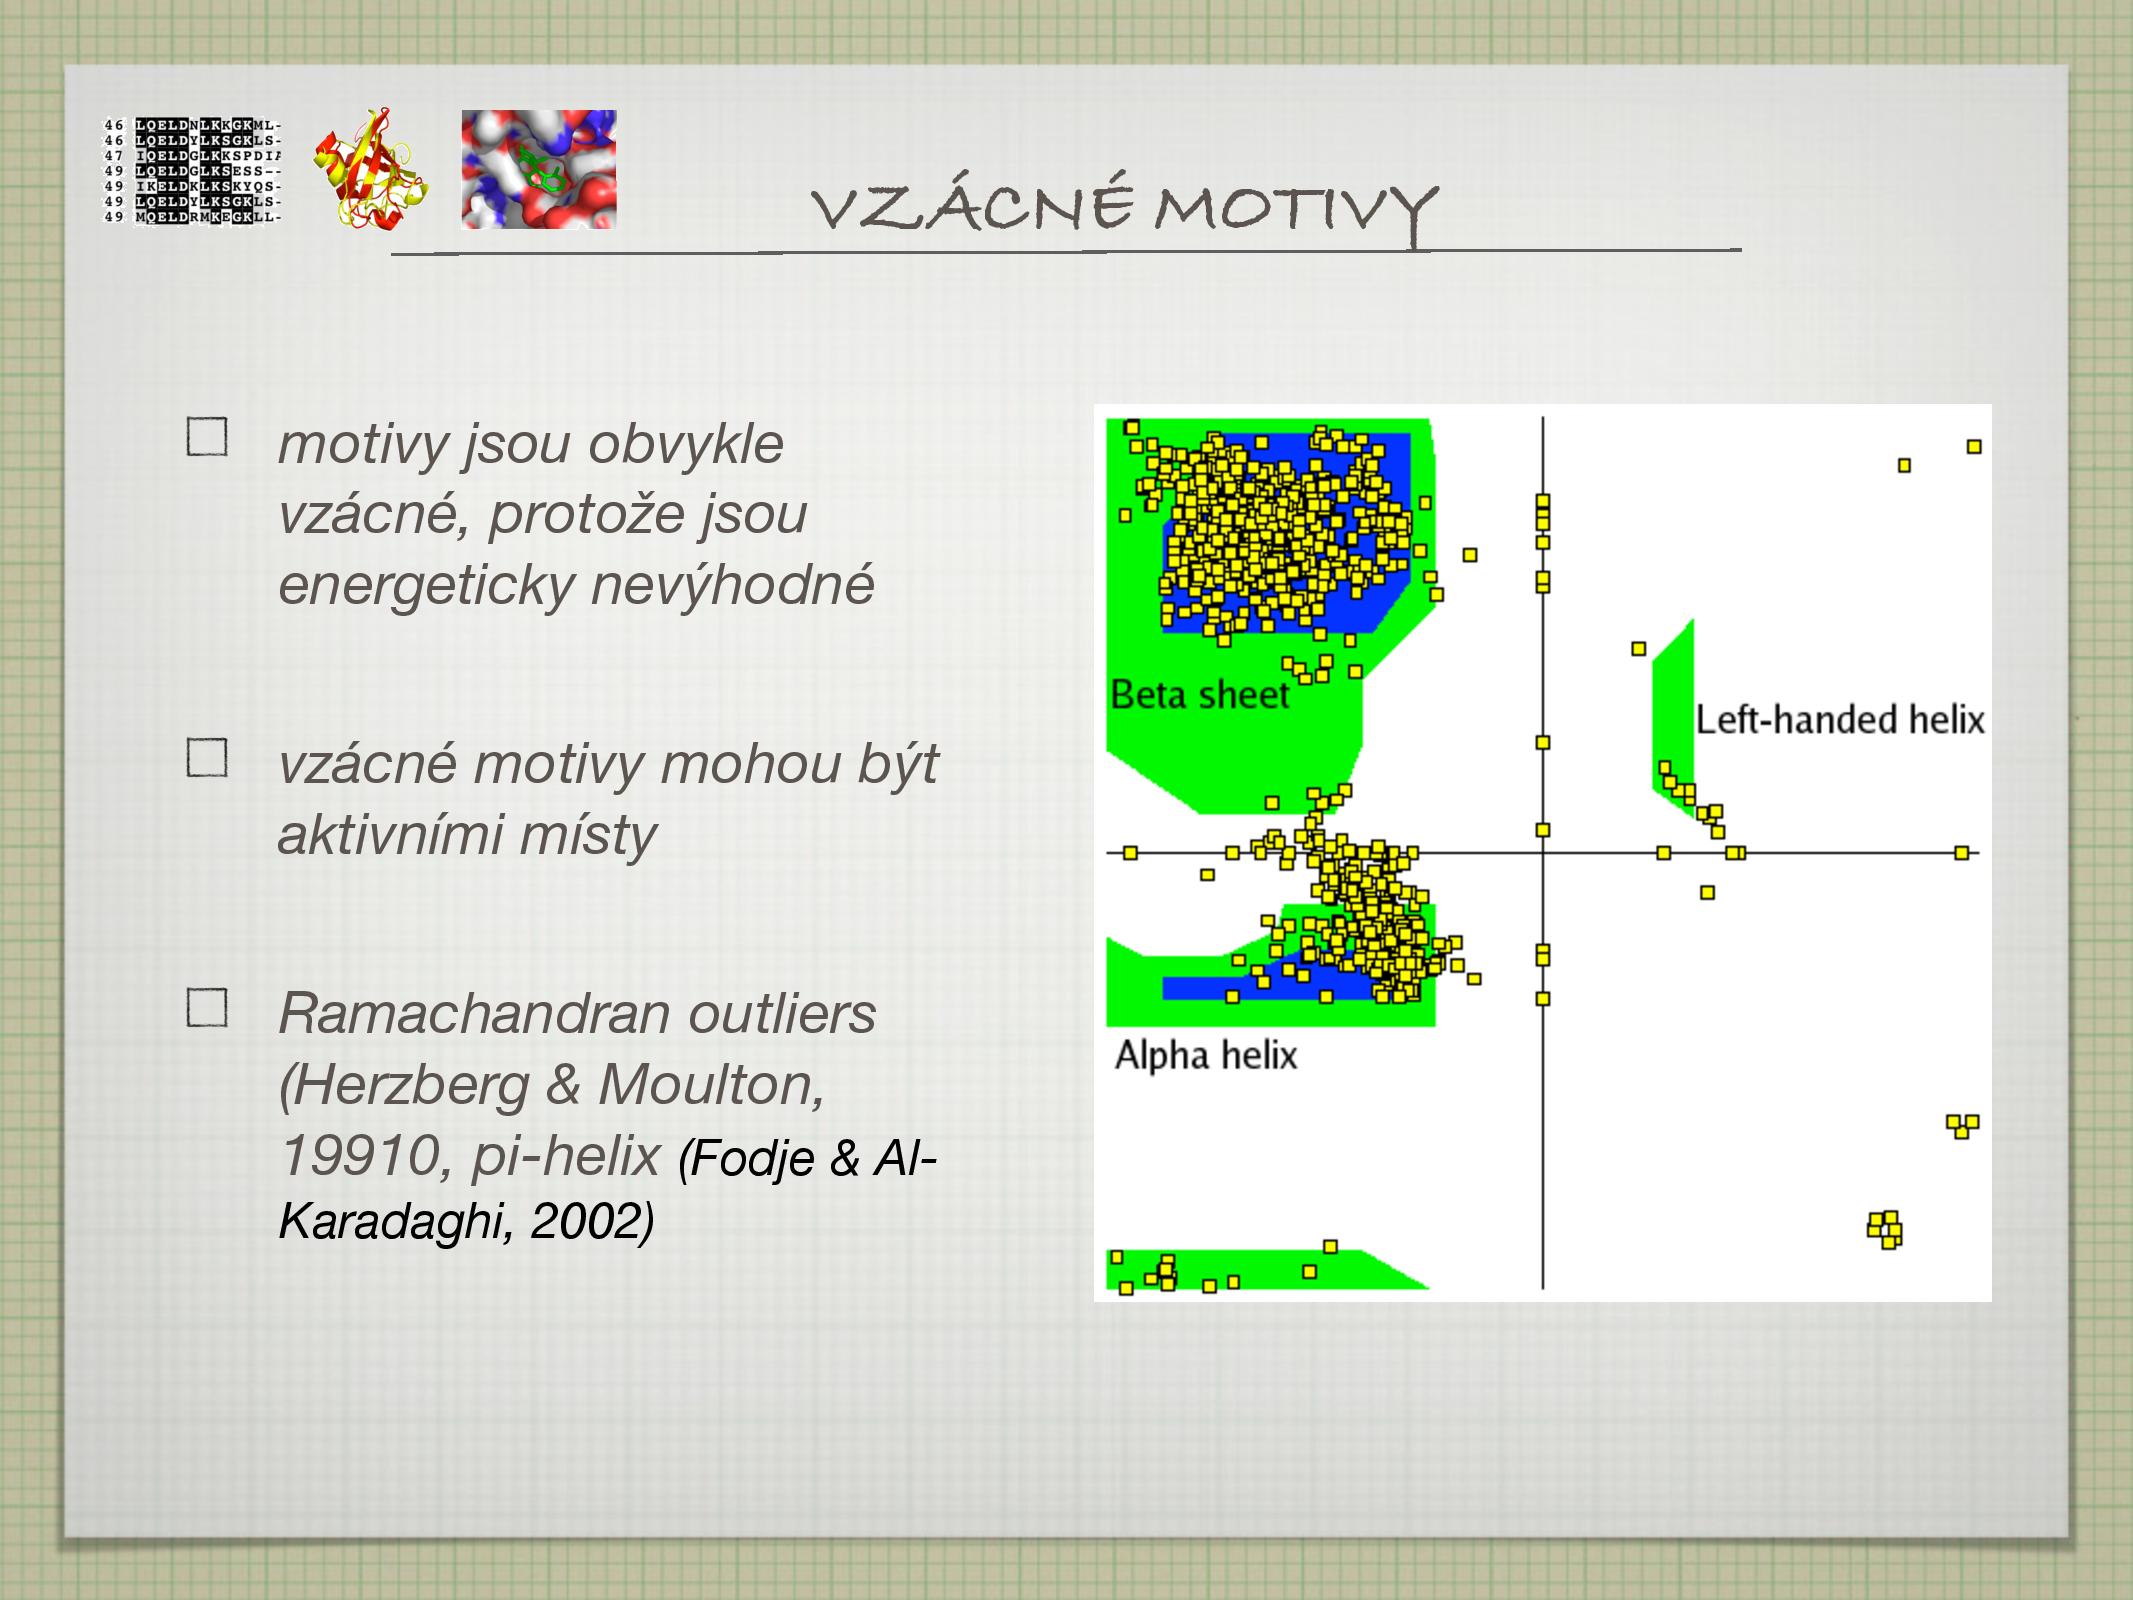 46 LQELDNLKKGKML-
46 LQELDYLKSGKLS-
47 IQELDGLKKSPDI
49 LQELDGLKSESS--
49 IKELDKLKSKYQS-
49 LQELDYLKSGKLS-
49 MQELDRMKEGKLL-
VZÁCNÉ MOTIVY
motivy jsou obvykle
vzácné, protože jsou
energeticky nevýhodné
vzácné motivy mohou být
aktivními místy
Ramachandran outliers
(Herzberg & Moulton,
19910, pi-helix (Fodje & Al-
Karadaghi, 2002)
Beta sheet
Left-handed helix
Alpha helix